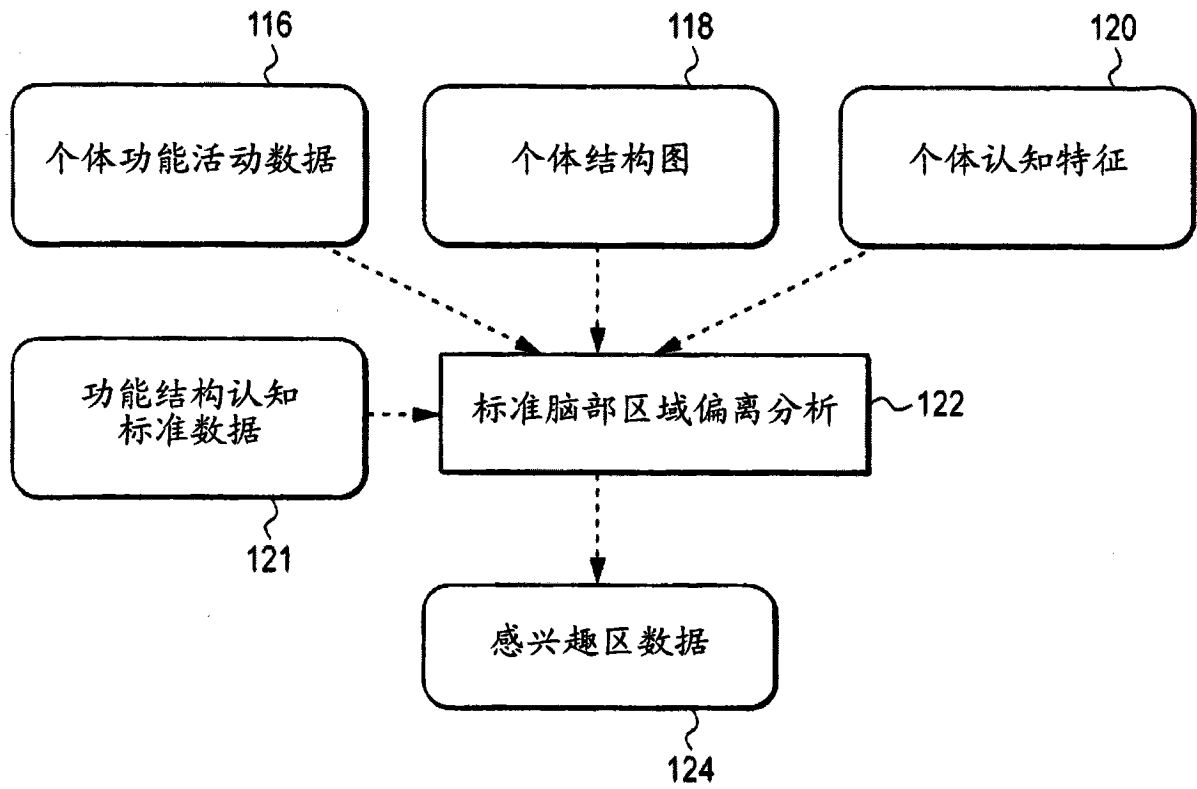 116
118
120
个体功能活动数据
个体结构图
个体认知特征
功能结构认知
标准数据
标准脑部区域偏离分析
122
121
感兴趣区数据
124